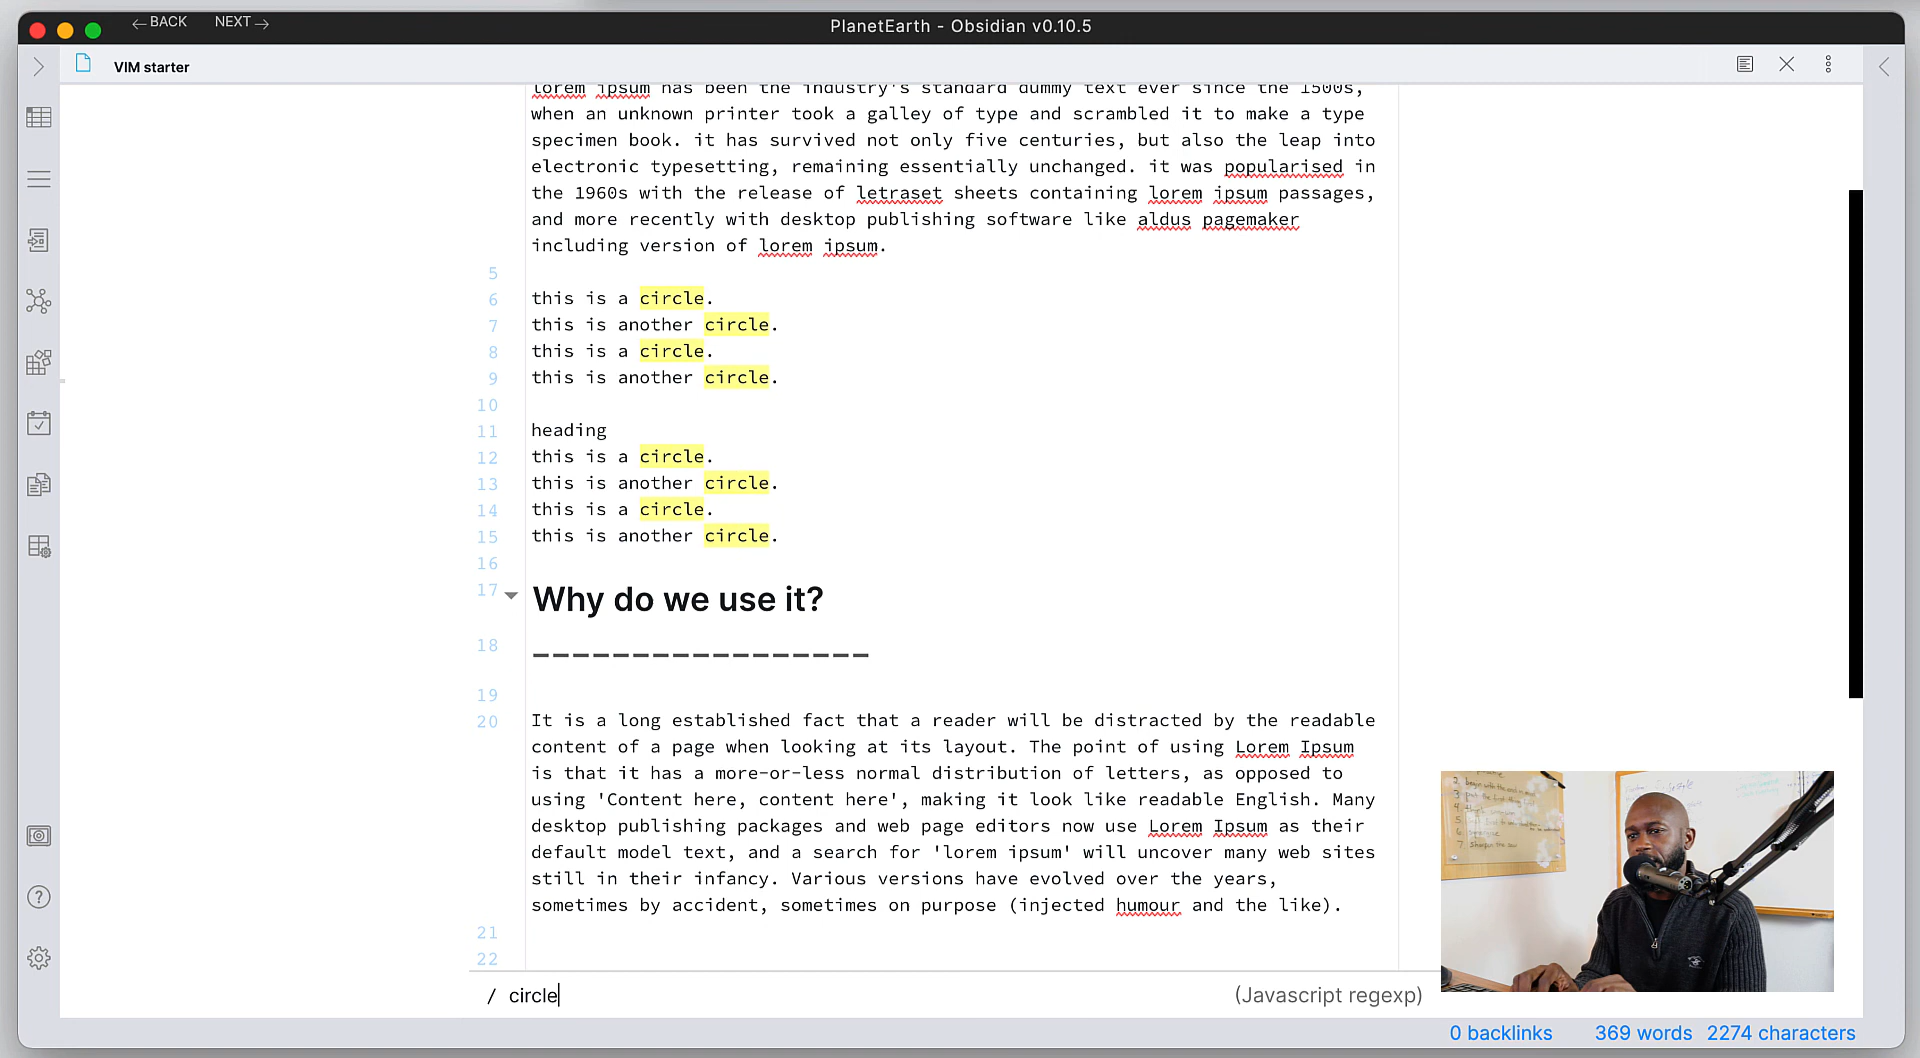 ← BACK NEXT →
PlanetEarth - Obsidian v0.10.5
VIM starter
lorem ipsum has been the industry's standard dummy text ever since the 1500s,
when an unknown printer took a galley of type and scrambled it to make a type
specimen book. it has survived not only five centuries, but also the leap into
electronic typesetting, remaining essentially unchanged. it was popularised in
the 1960s with the release of letraset sheets containing lorem ipsum passages,
and more recently with desktop publishing software like aldus pagemaker
including version of lorem ipsum.
5
6 this is a circle.
7 this is another circle.
8 this is a circle.
9 this is another circle.
10
11 heading
12 this is a circle.
13 this is another circle.
14 this is a circle.
15 this is another circle.
16
17 Why do we use it?
18 -----------------
19
20 It is a long established fact that a reader will be distracted by the readable
content of a page when looking at its layout. The point of using Lorem Ipsum
is that it has a more-or-less normal distribution of letters, as opposed to
using 'Content here, content here', making it look like readable English. Many
desktop publishing packages and web page editors now use Lorem Ipsum as their
default model text, and a search for 'lorem ipsum' will uncover many web sites
still in their infancy. Various versions have evolved over the years,
sometimes by accident, sometimes on purpose (injected humour and the like).
21
22
/ circle (Javascript regexp)
0 backlinks 369 words 2274 characters